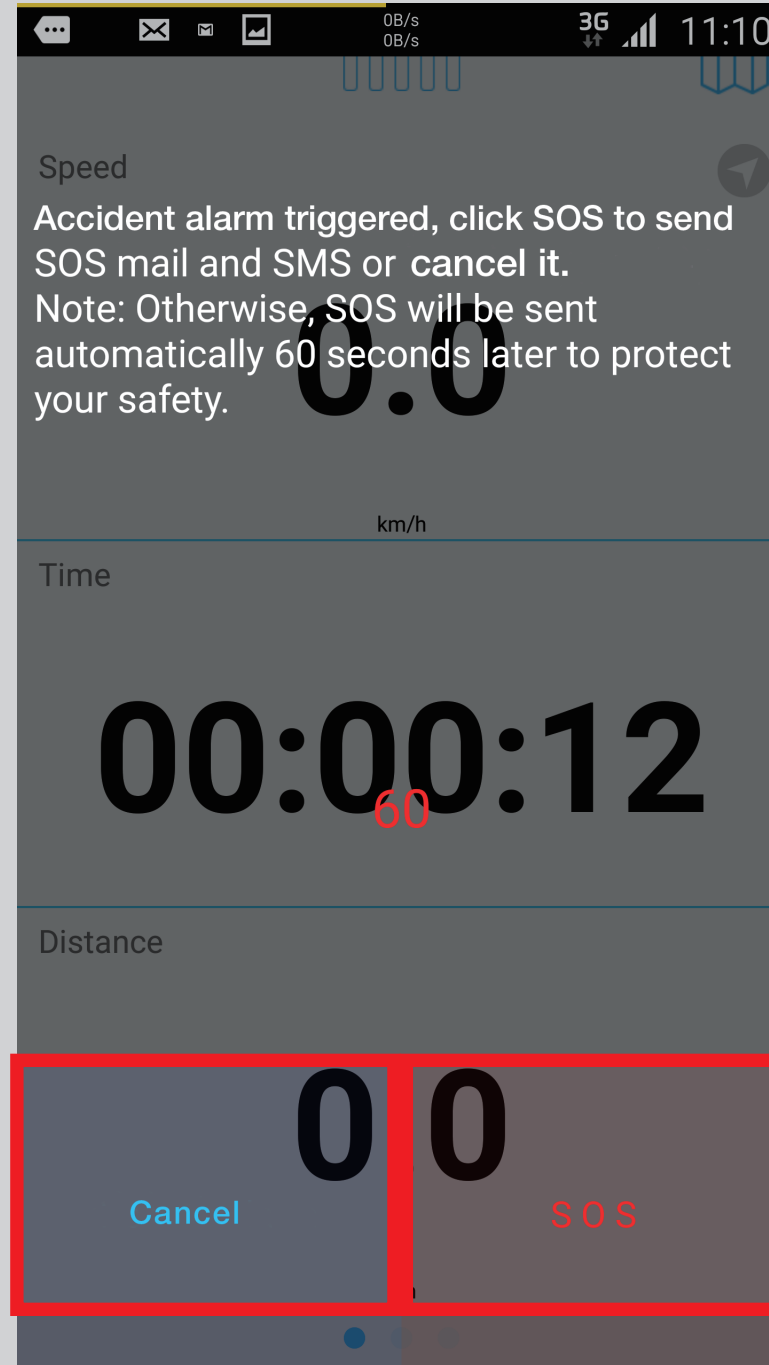 0B/s
0B/s
3G
11:10
Speed
Accident alarm triggered, click SOS to send
SOS mail and SMS or cancel it.
Note: Otherwise, SOS will be sent
automatically 60 seconds later to protect
your safety.
0.0
km/h
Time
00:00:12
60
Distance
0.0
Cancel
SOS